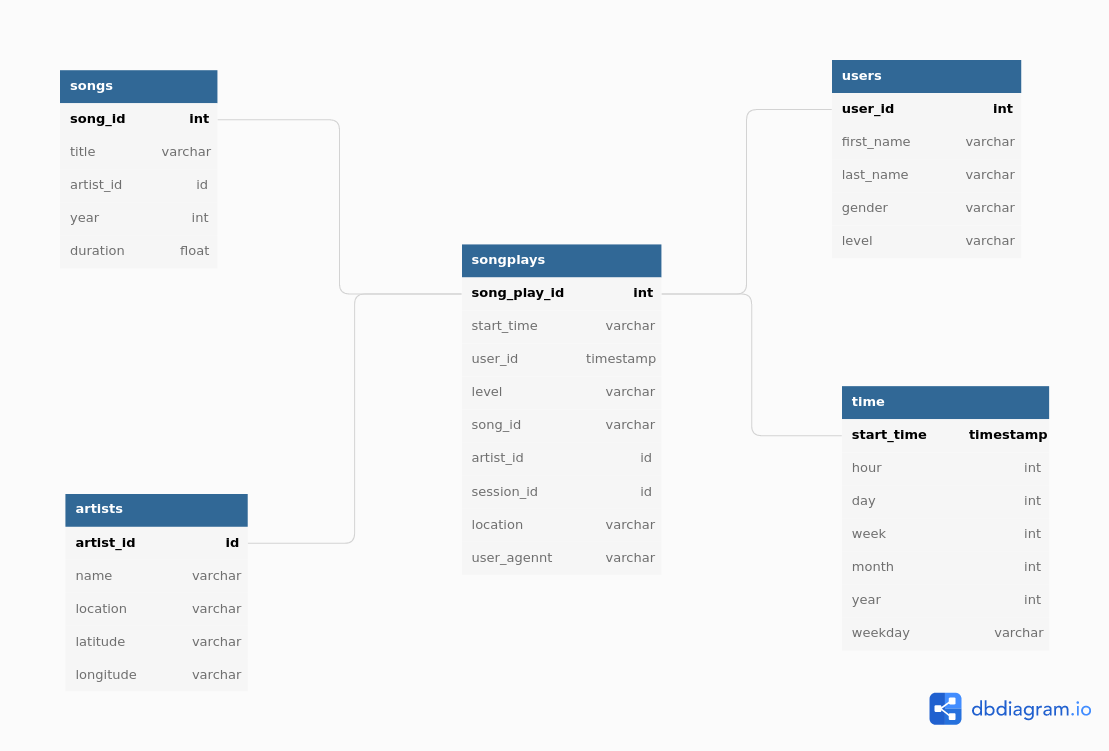 songs
song_id int
title varchar
artist_id id
year int
duration float
users
user_id int
first_name varchar
last_name varchar
gender varchar
level varchar
songplays
song_play_id int
start_time varchar
user_id timestamp
level varchar
song_id varchar
artist_id id
session_id id
location varchar
user_agennt varchar
time
start_time timestamp
hour int
day int
week int
month int
year int
weekday varchar
artists
artist_id id
name varchar
location varchar
latitude varchar
longitude varchar
dbdiagram.io